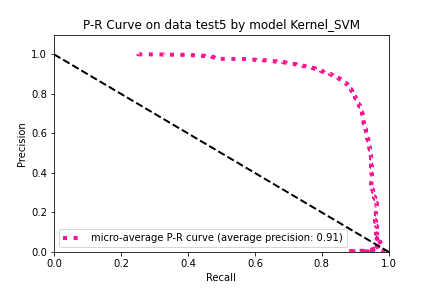 P-R Curve on data test5 by model Kernel_SVM
1.0
0.8
0.6
0.4
0.2
0.0
Precision
micro-average P-R curve (average precision: 0.91)
0.0 0.2 0.4 0.6 0.8 1.0
Recall